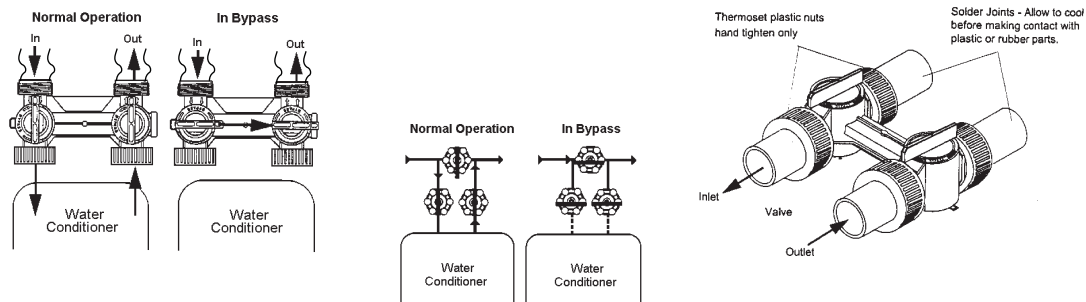 Normal Operation
In Bypass
In
Out
In
Out
Water
Conditioner
Water
Conditioner
Normal Operation
In Bypass
Water
Conditioner
Water
Conditioner
Thermoset plastic nuts
hand tighten only
Solder Joints - Allow to cool
before making contact with
plastic or rubber parts.
Inlet
Valve
Outlet